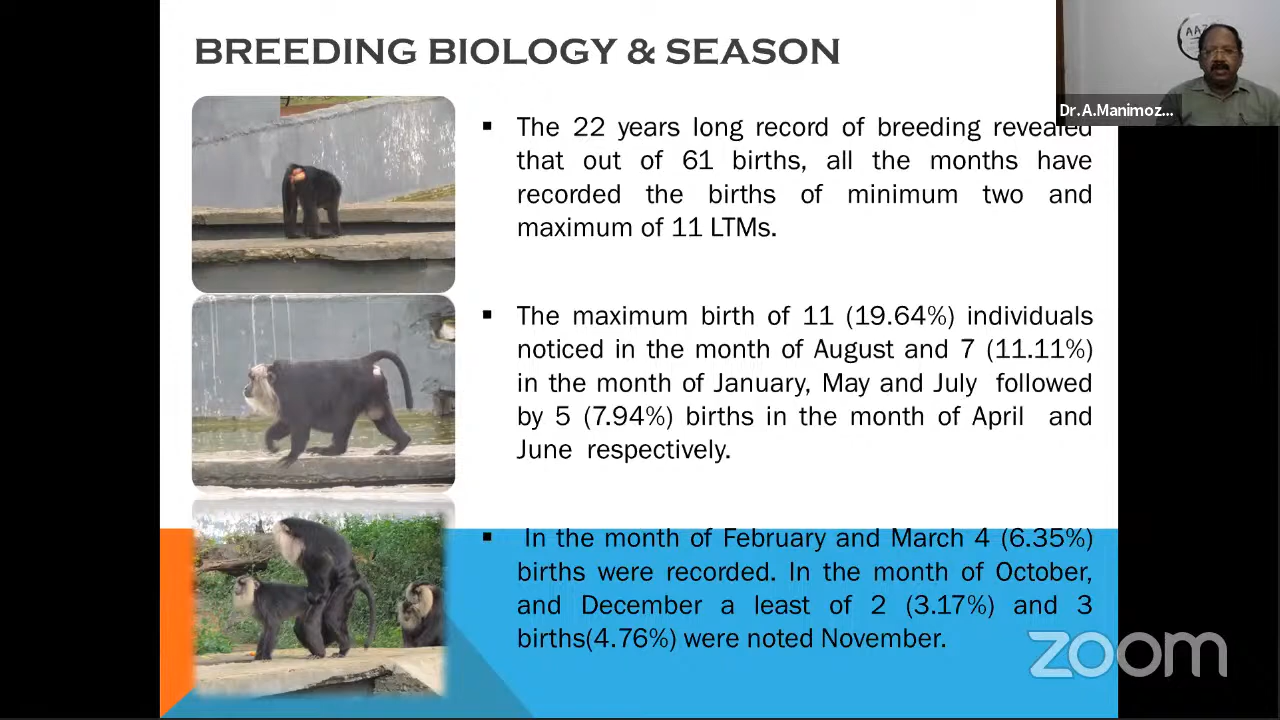 BREEDING BIOLOGY & SEASON
Dr.A.Manimoz...
▪ The 22 years long record of breeding revealed
that out of 61 births, all the months have
recorded the births of minimum two and
maximum of 11 LTMs.
▪ The maximum birth of 11 (19.64%) individuals
noticed in the month of August and 7 (11.11%)
in the month of January, May and July followed
by 5 (7.94%) births in the month of April and
June respectively.
▪ In the month of February and March 4 (6.35%)
births were recorded. In the month of October,
and December a least of 2 (3.17%) and 3
births(4.76%) were noted November.
zoom